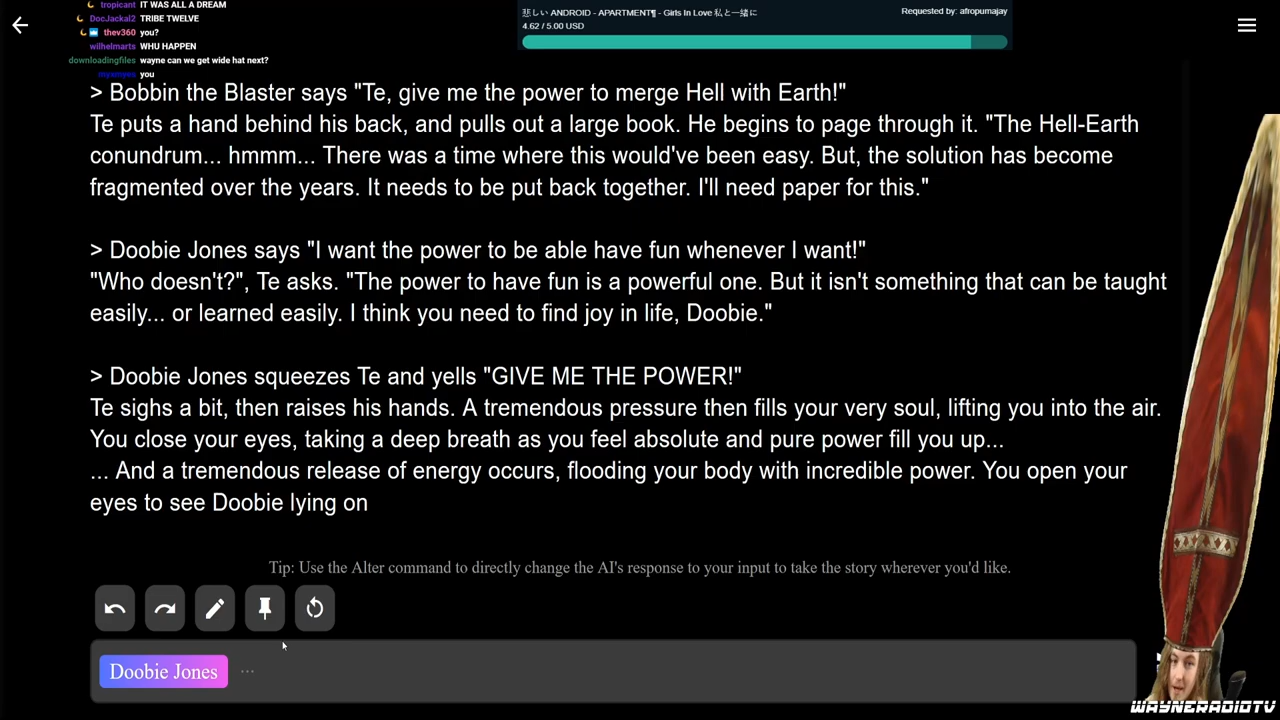 tropicant IT WAS ALL A DREAM
DocJackal2 TRIBE TWELVE
thev360 you?
wilhelmarts WHU HAPPEN
downloadingfiles wayne can we get wide hat next?
myamyes you
悲しい ANDROID - APARTMENT¶ - Girls In Love 私と一緒に
Requested by: afropumajay
4.62 / 5.00 USD
> Bobbin the Blaster says "Te, give me the power to merge Hell with Earth!"
Te puts a hand behind his back, and pulls out a large book. He begins to page through it. "The Hell-Earth
conundrum... hmmm... There was a time where this would've been easy. But, the solution has become
fragmented over the years. It needs to be put back together. I'll need paper for this."
> Doobie Jones says "I want the power to be able have fun whenever I want!"
"Who doesn't?", Te asks. "The power to have fun is a powerful one. But it isn't something that can be taught
easily... or learned easily. I think you need to find joy in life, Doobie."
> Doobie Jones squeezes Te and yells "GIVE ME THE POWER!"
Te sighs a bit, then raises his hands. A tremendous pressure then fills your very soul, lifting you into the air.
You close your eyes, taking a deep breath as you feel absolute and pure power fill you up...
... And a tremendous release of energy occurs, flooding your body with incredible power. You open your
eyes to see Doobie lying on
Tip: Use the Alter command to directly change the AI's response to your input to take the story wherever you'd like.
Doobie Jones ...
WAYNERADIOTV